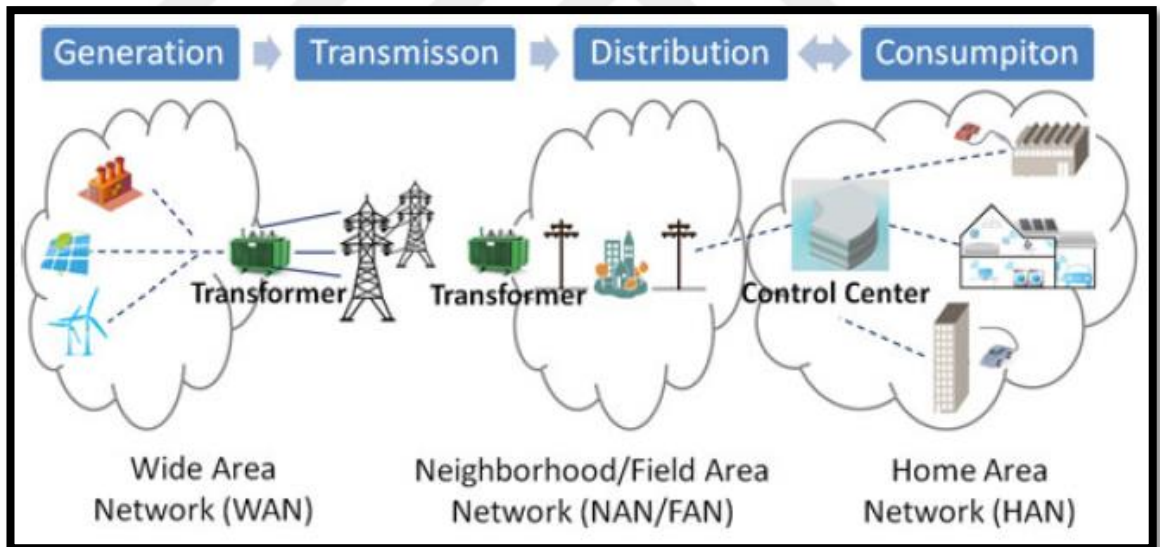 Generation
Transmisson
Distribution
Consumpiton
Transformer
Transformer
Control Center
Wide Area
Network (WAN)
Neighborhood/Field Area
Network (NAN/FAN)
Home Area
Network (HAN)